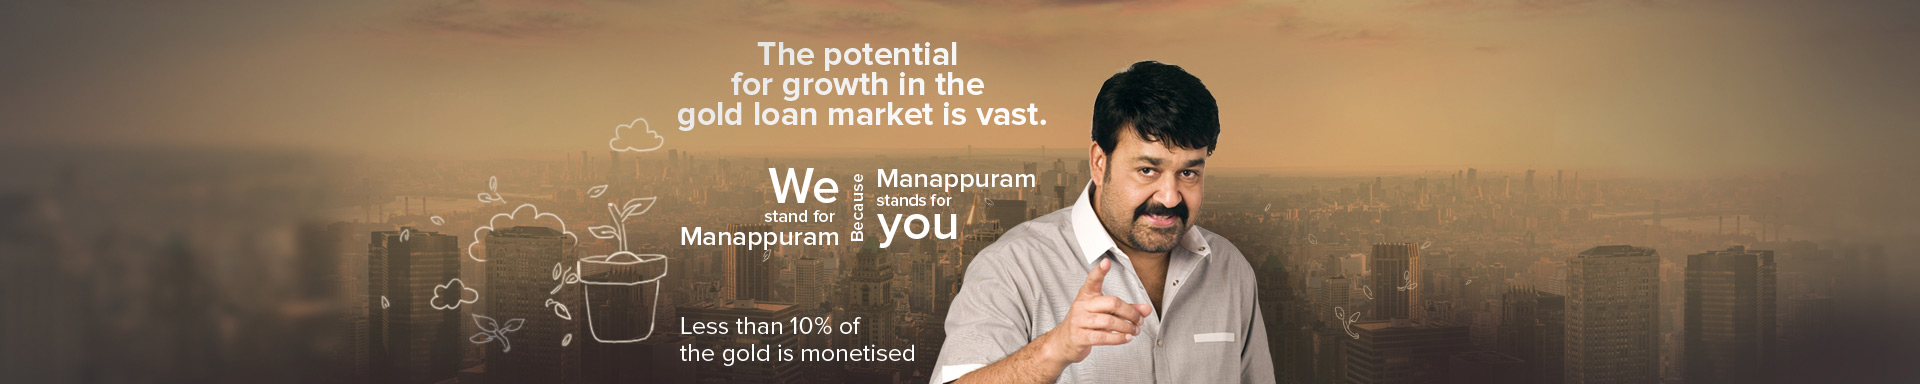 The potential
for growth in the
gold loan market is vast.
We
stand for
Manappuram
Because
Manappuram
stands for
you
Less than 10% of
the gold is monetised